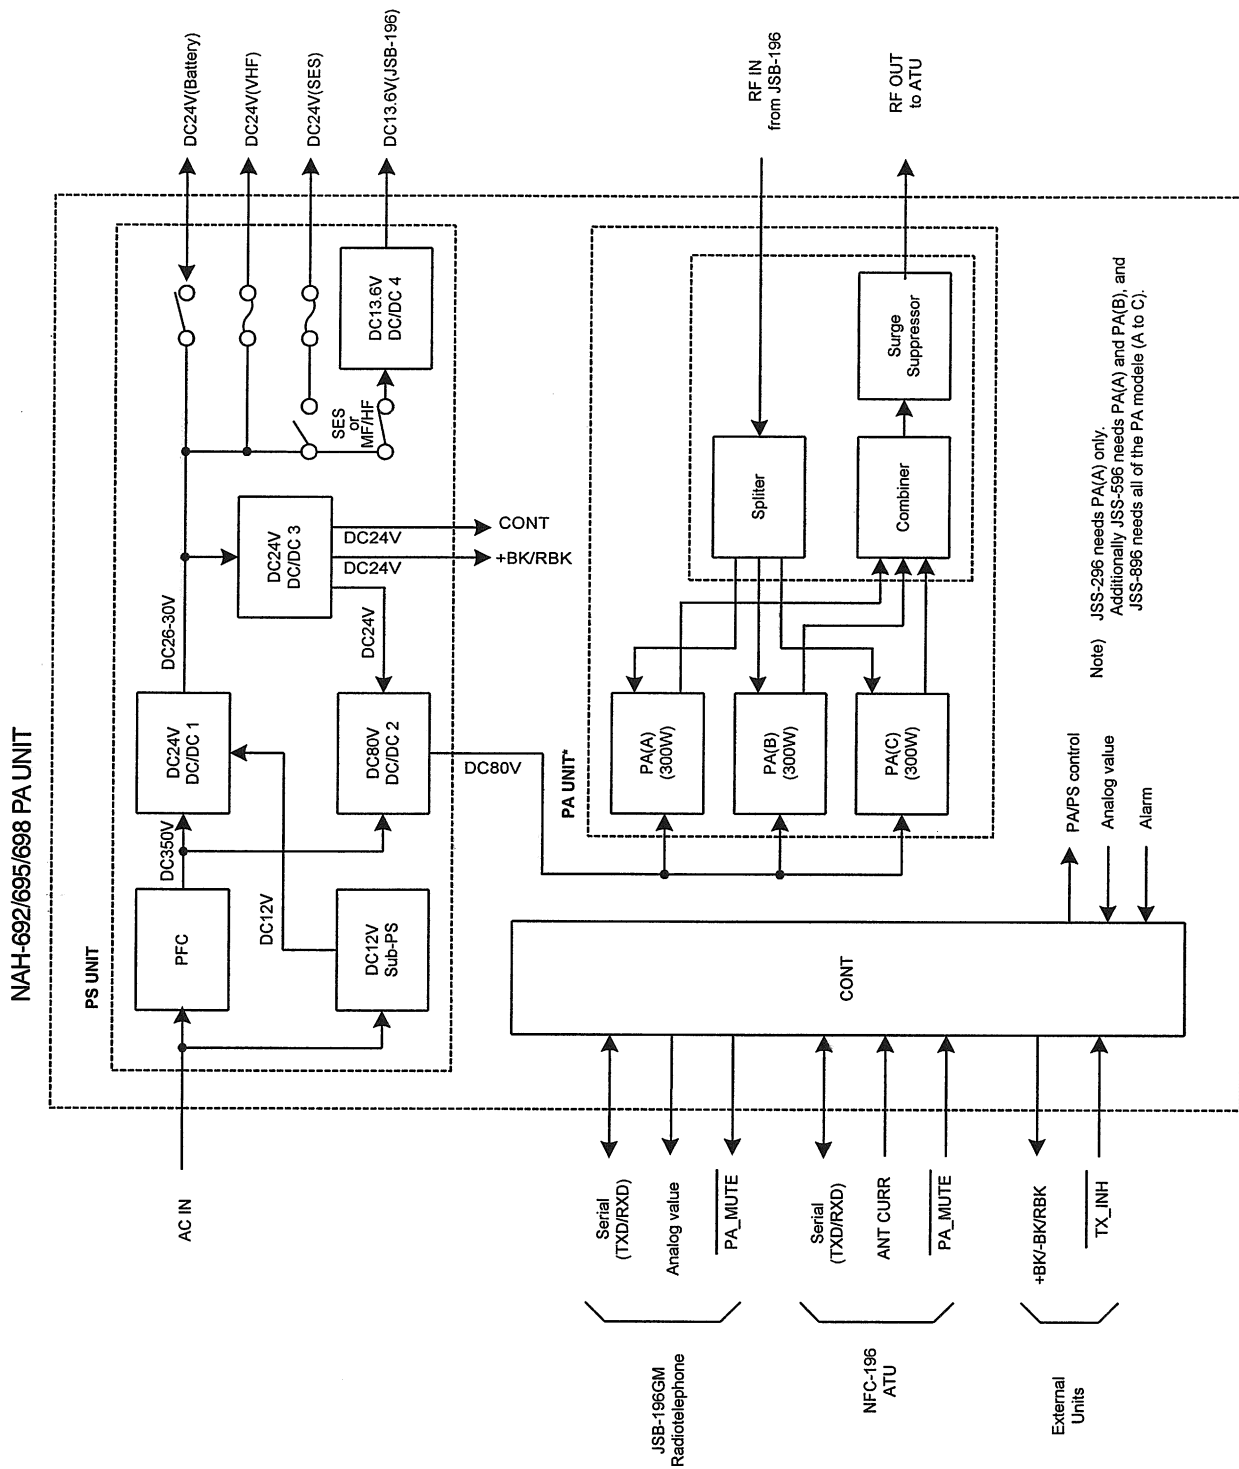 NAH-692/695/698 PA UNIT
PS UNIT
AC IN
PFC
DC350V
DC24V
DC/DC 1
DC26-30V
DC12V
Sub-PS
DC12V
DC80V
DC/DC 2
DC24V
DC24V
DC/DC 3
DC24V
CONT
DC24V
+BK/RBK
SES
or
MF/HF
DC13.6V
DC/DC 4
DC24V(Battery)
DC24V(VHF)
DC24V(SES)
DC13.6V(JSB-196)
DC80V
PA UNIT*
PA(A)
(300W)
PA(B)
(300W)
PA(C)
(300W)
Spliter
Combiner
Surge
Suppressor
RF IN
from JSB-196
RF OUT
to ATU
CONT
PA/PS control
Analog value
Alarm
Note) JSS-296 needs PA(A) only.
Additionally JSS-596 needs PA(A) and PA(B), and
JSS-896 needs all of the PA modele (A to C).
Serial
(TXD/RXD)
Analog value
PA_MUTE
JSB-196GM
Radiotelephone
Serial
(TXD/RXD)
ANT CURR
PA_MUTE
NFC-196
ATU
+BK/-BK/RBK
TX_INH
External
Units